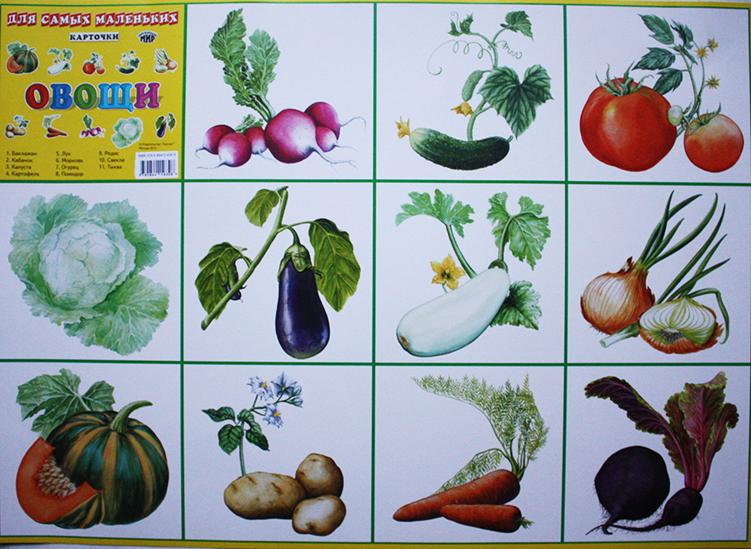 ДЛЯ САМЫХ МАЛЕНЬКИХ
КАРТОЧКИ
МИР
ОВОЩИ
1. Баклажан
2. Кабачок
3. Капуста
4. Картофель
5. Лук
6. Морковь
7. Огурец
8. Помидор
9. Редис
10. Свекла
11. Тыква